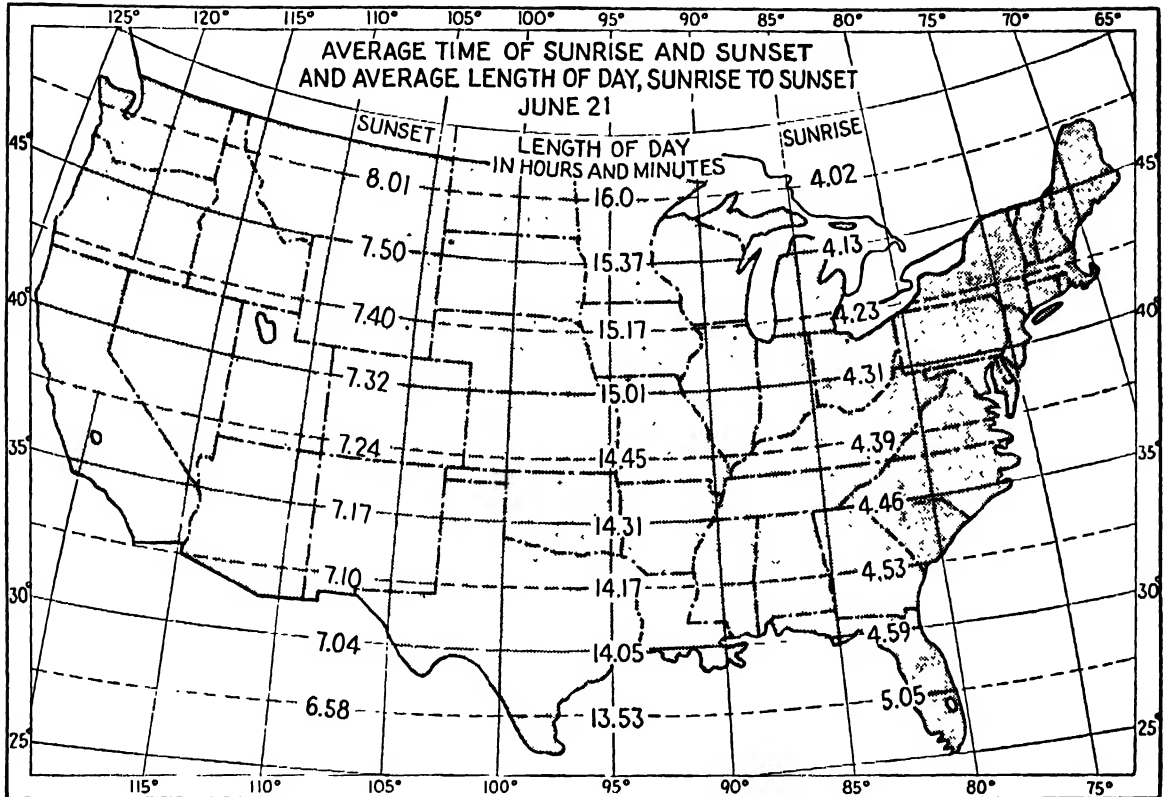 125° 120° 115° 110° 105° 100° 95° 90° 85° 80° 75° 70° 65°
AVERAGE TIME OF SUNRISE AND SUNSET
AND AVERAGE LENGTH OF DAY, SUNRISE TO SUNSET
JUNE 21
SUNSET
LENGTH OF DAY
IN HOURS AND MINUTES
SUNRISE
45° 45°
8.01 16.0 4.02
7.50 15.37 4.13
40° 40°
7.40 15.17 4.23
7.32 15.01 4.31
35° 35°
7.24 14.45 4.39
7.17 14.31 4.46
30° 30°
7.10 14.17 4.53
7.04 14.05 4.59
25° 25°
6.58 13.53 5.05
115° 110° 105° 100° 95° 90° 85° 80° 75°